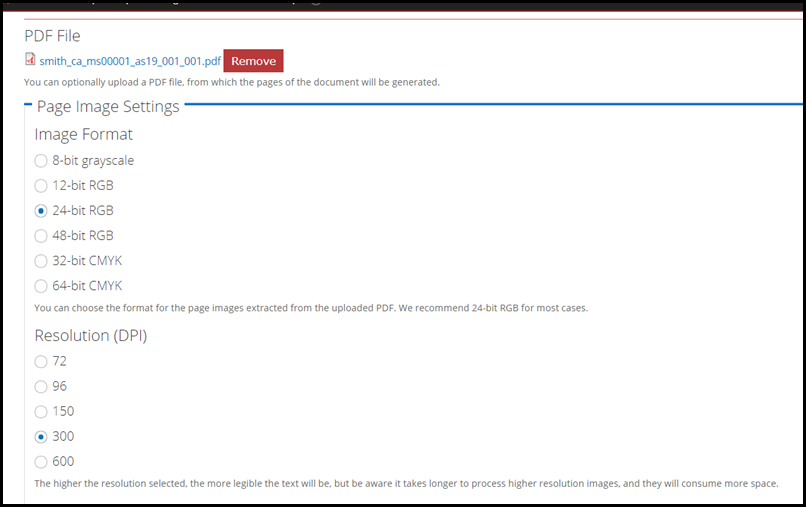 PDF File
smith_ca_ms00001_as19_001_001.pdf Remove
You can optionally upload a PDF file, from which the pages of the document will be generated.
Page Image Settings
Image Format
8-bit grayscale
12-bit RGB
24-bit RGB
48-bit RGB
32-bit CMYK
64-bit CMYK
You can choose the format for the page images extracted from the uploaded PDF. We recommend 24-bit RGB for most cases.
Resolution (DPI)
72
96
150
300
600
The higher the resolution selected, the more legible the text will be, but be aware it takes longer to process higher resolution images, and they will consume more space.